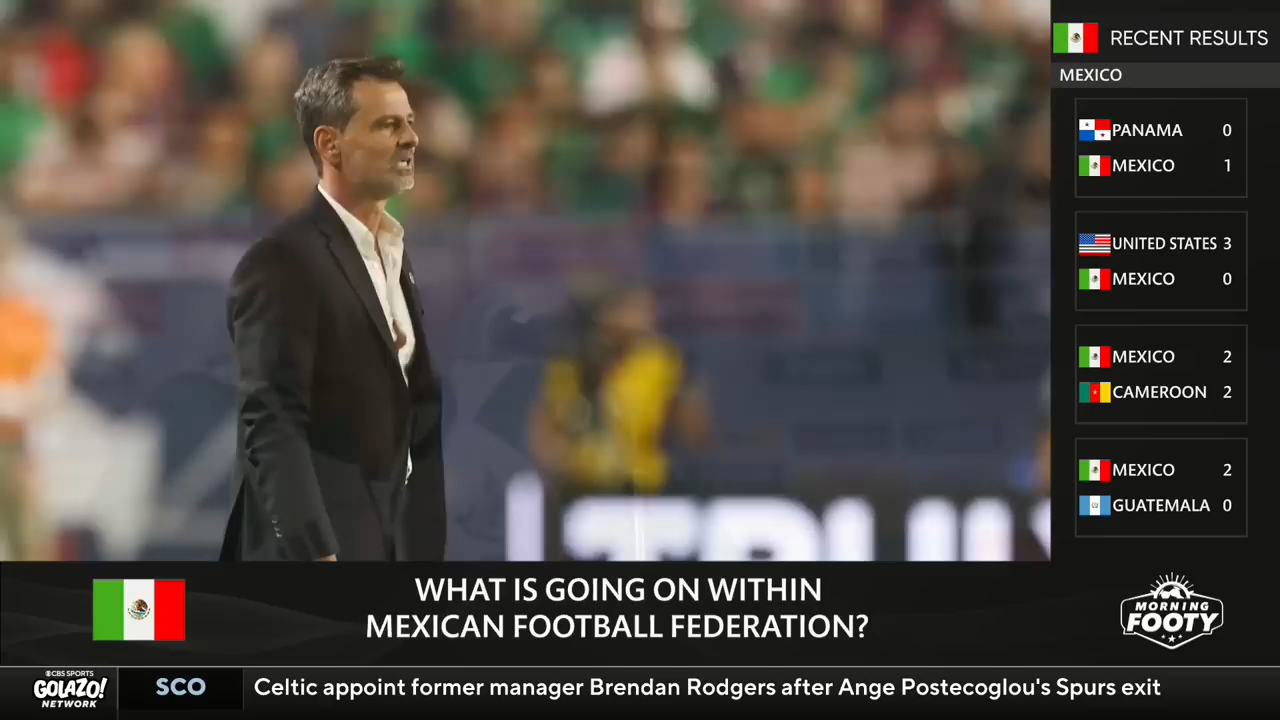 RECENT RESULTS
MEXICO
PANAMA 0
MEXICO 1
UNITED STATES 3
MEXICO 0
MEXICO 2
CAMEROON 2
MEXICO 2
GUATEMALA 0
WHAT IS GOING ON WITHIN
MEXICAN FOOTBALL FEDERATION?
MORNING
FOOTY
CBS SPORTS
GOLAZO!
NETWORK
SCO
Celtic appoint former manager Brendan Rodgers after Ange Postecoglou's Spurs exit